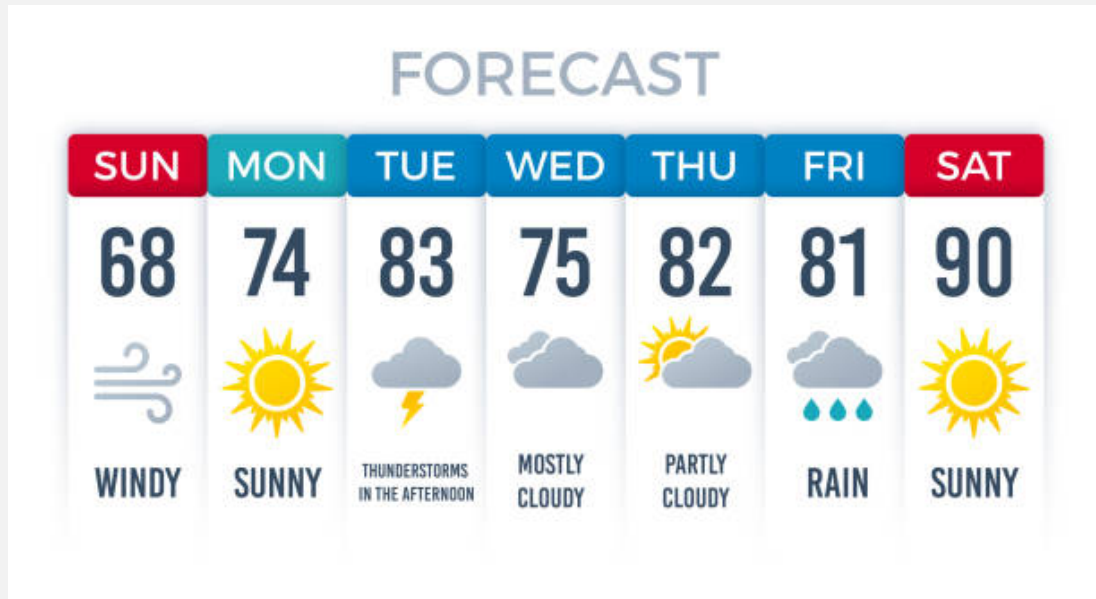 FORECAST
SUN MON TUE WED THU FRI SAT
68 74 83 75 82 81 90
WINDY
SUNNY
THUNDERSTORMS
IN THE AFTERNOON
MOSTLY
CLOUDY
PARTLY
CLOUDY
RAIN
SUNNY